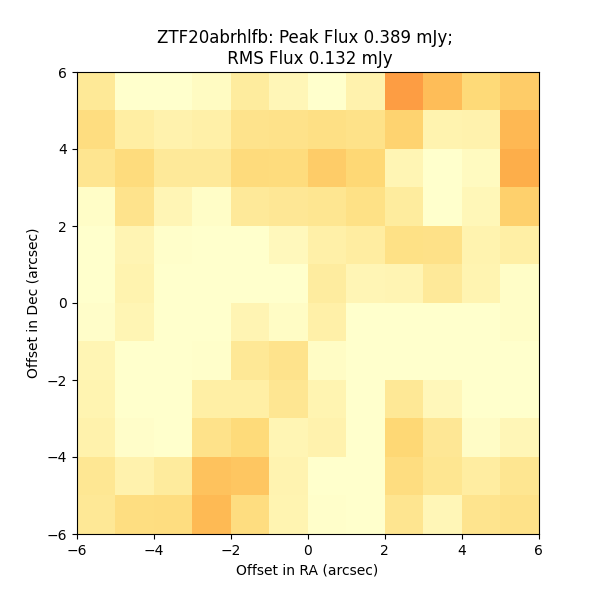 ZTF20abrhlfb: Peak Flux 0.389 mJy;
RMS Flux 0.132 mJy
6
4
2
0
−2
−4
−6
Offset in Dec (arcsec)
−6 −4 −2 0 2 4 6
Offset in RA (arcsec)